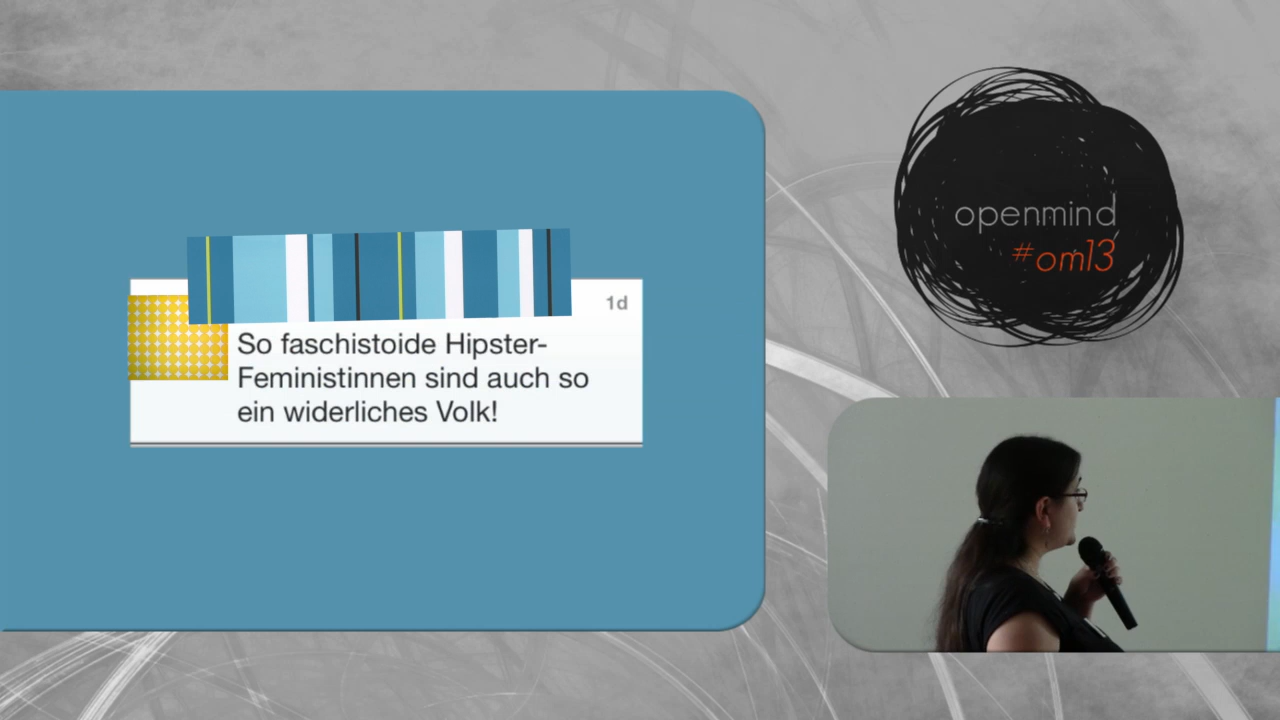 1d
So faschistoide Hipster-
Feministinnen sind auch so
ein widerliches Volk!
openmind
#om13